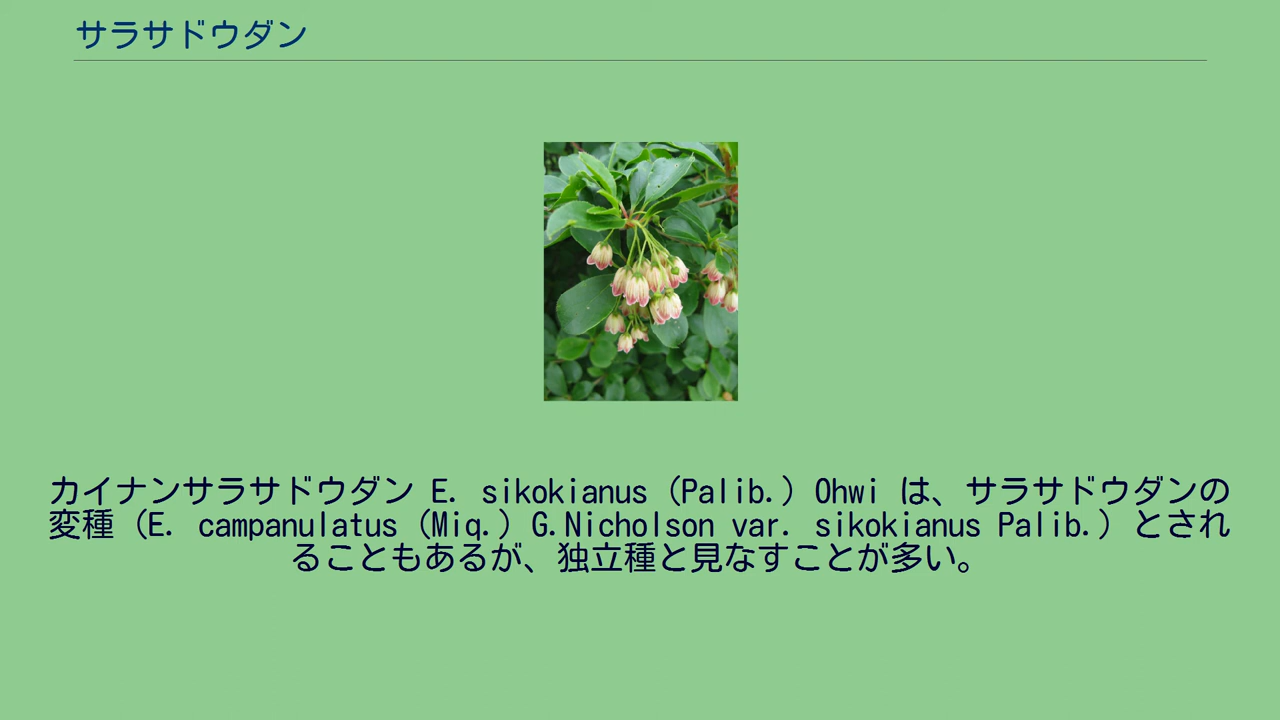 サラサドウダン
カイナンサラサドウダン E. sikokianus (Palib.) Ohwi は、サラサドウダンの
変種 (E. campanulatus (Miq.) G.Nicholson var. sikokianus Palib.) とされ
ることもあるが、独立種と見なすことが多い。